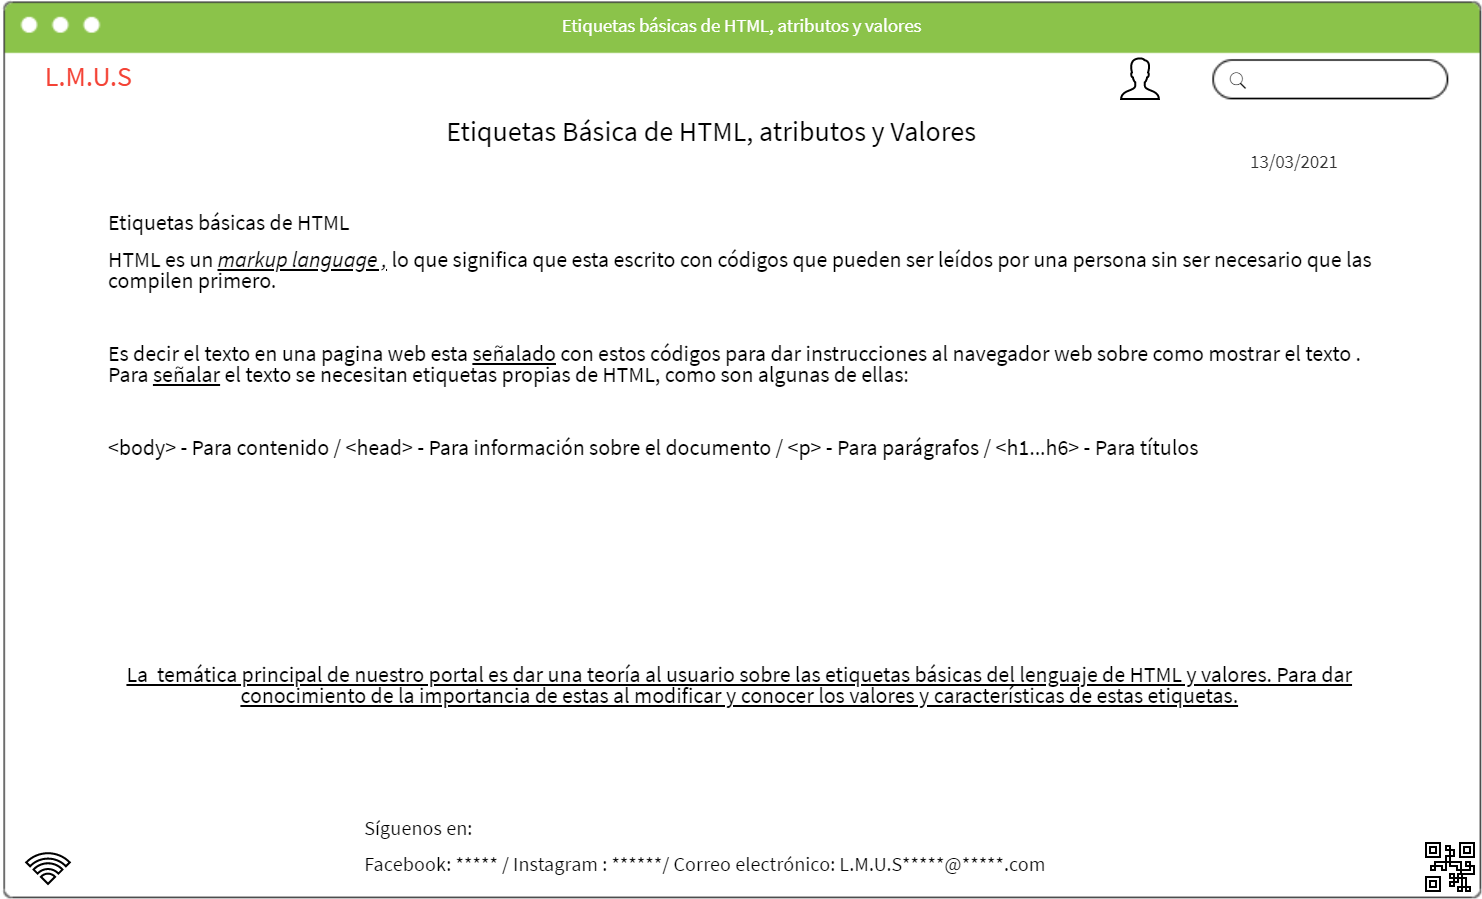 Etiquetas básicas de HTML, atributos y valores
L.M.U.S
Etiquetas Básica de HTML, atributos y Valores
13/03/2021
Etiquetas básicas de HTML
HTML es un markup language , lo que significa que esta escrito con códigos que pueden ser leídos por una persona sin ser necesario que las
compilen primero.
Es decir el texto en una pagina web esta señalado con estos códigos para dar instrucciones al navegador web sobre como mostrar el texto .
Para señalar el texto se necesitan etiquetas propias de HTML, como son algunas de ellas:
<body> - Para contenido / <head> - Para información sobre el documento / <p> - Para parágrafos / <h1...h6> - Para títulos
La  temática principal de nuestro portal es dar una teoría al usuario sobre las etiquetas básicas del lenguaje de HTML y valores. Para dar
conocimiento de la importancia de estas al modificar y conocer los valores y características de estas etiquetas.
Síguenos en:
Facebook: ***** / Instagram : ******/ Correo electrónico: L.M.U.S*****@*****.com